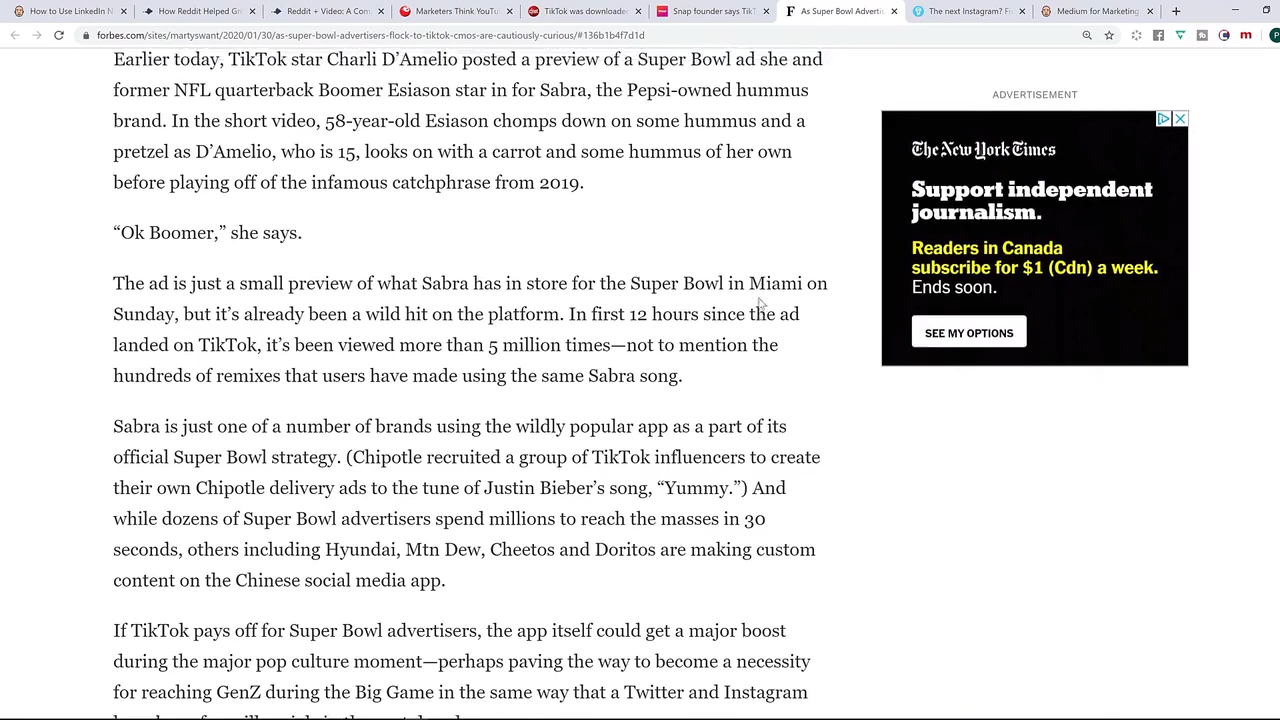 How to Use LinkedIn N
How Reddit Helped Gr
Reddit + Video: A Com
Marketers Think YouTu
TikTok was downloade
Snap founder says TikT
As Super Bowl Adverti
The next Instagram? F
Medium for Marketing
forbes.com/sites/martyswant/2020/01/30/as-super-bowl-advertisers-flock-to-tiktok-cmos-are-cautiously-curious/#136b1b4f7d1d
Earlier today, TikTok star Charli D’Amelio posted a preview of a Super Bowl ad she and
former NFL quarterback Boomer Esiason star in for Sabra, the Pepsi-owned hummus
brand. In the short video, 58-year-old Esiason chomps down on some hummus and a
pretzel as D’Amelio, who is 15, looks on with a carrot and some hummus of her own
before playing off of the infamous catchphrase from 2019.
“Ok Boomer,” she says.
The ad is just a small preview of what Sabra has in store for the Super Bowl in Miami on
Sunday, but it’s already been a wild hit on the platform. In first 12 hours since the ad
landed on TikTok, it’s been viewed more than 5 million times—not to mention the
hundreds of remixes that users have made using the same Sabra song.
Sabra is just one of a number of brands using the wildly popular app as a part of its
official Super Bowl strategy. (Chipotle recruited a group of TikTok influencers to create
their own Chipotle delivery ads to the tune of Justin Bieber’s song, “Yummy.”) And
while dozens of Super Bowl advertisers spend millions to reach the masses in 30
seconds, others including Hyundai, Mtn Dew, Cheetos and Doritos are making custom
content on the Chinese social media app.
If TikTok pays off for Super Bowl advertisers, the app itself could get a major boost
during the major pop culture moment—perhaps paving the way to become a necessity
for reaching GenZ during the Big Game in the same way that a Twitter and Instagram
ADVERTISEMENT
The New York Times
Support independent
journalism.
Readers in Canada
subscribe for $1 (Cdn) a week.
Ends soon.
SEE MY OPTIONS